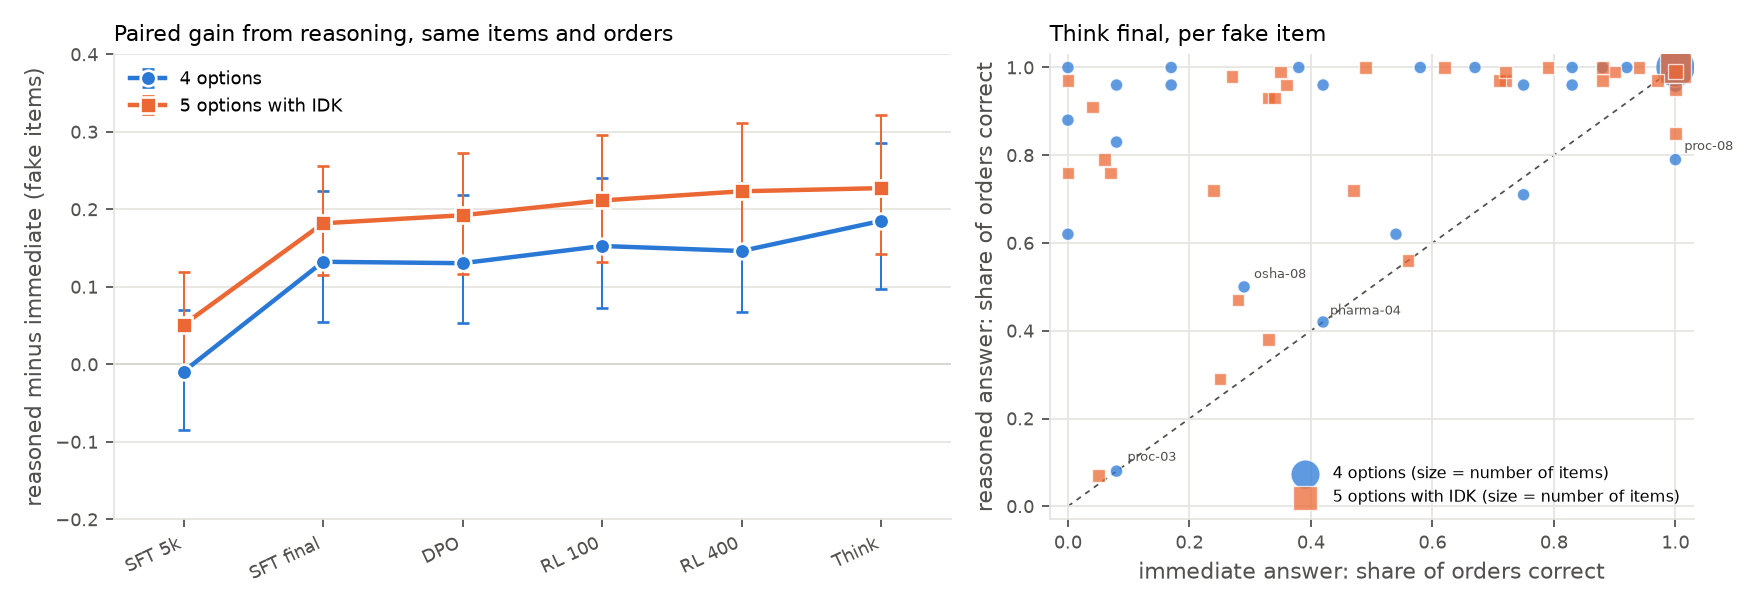 Paired gain from reasoning, same items and orders
reasoned minus immediate (fake items)
0.4
0.3
0.2
0.1
0.0
−0.1
−0.2
4 options
5 options with IDK
SFT 5k
SFT final
DPO
RL 100
RL 400
Think
Think final, per fake item
reasoned answer: share of orders correct
1.0
0.8
0.6
0.4
0.2
0.0
proc-08
osha-08
pharma-04
proc-03
4 options (size = number of items)
5 options with IDK (size = number of items)
0.0
0.2
0.4
0.6
0.8
1.0
immediate answer: share of orders correct